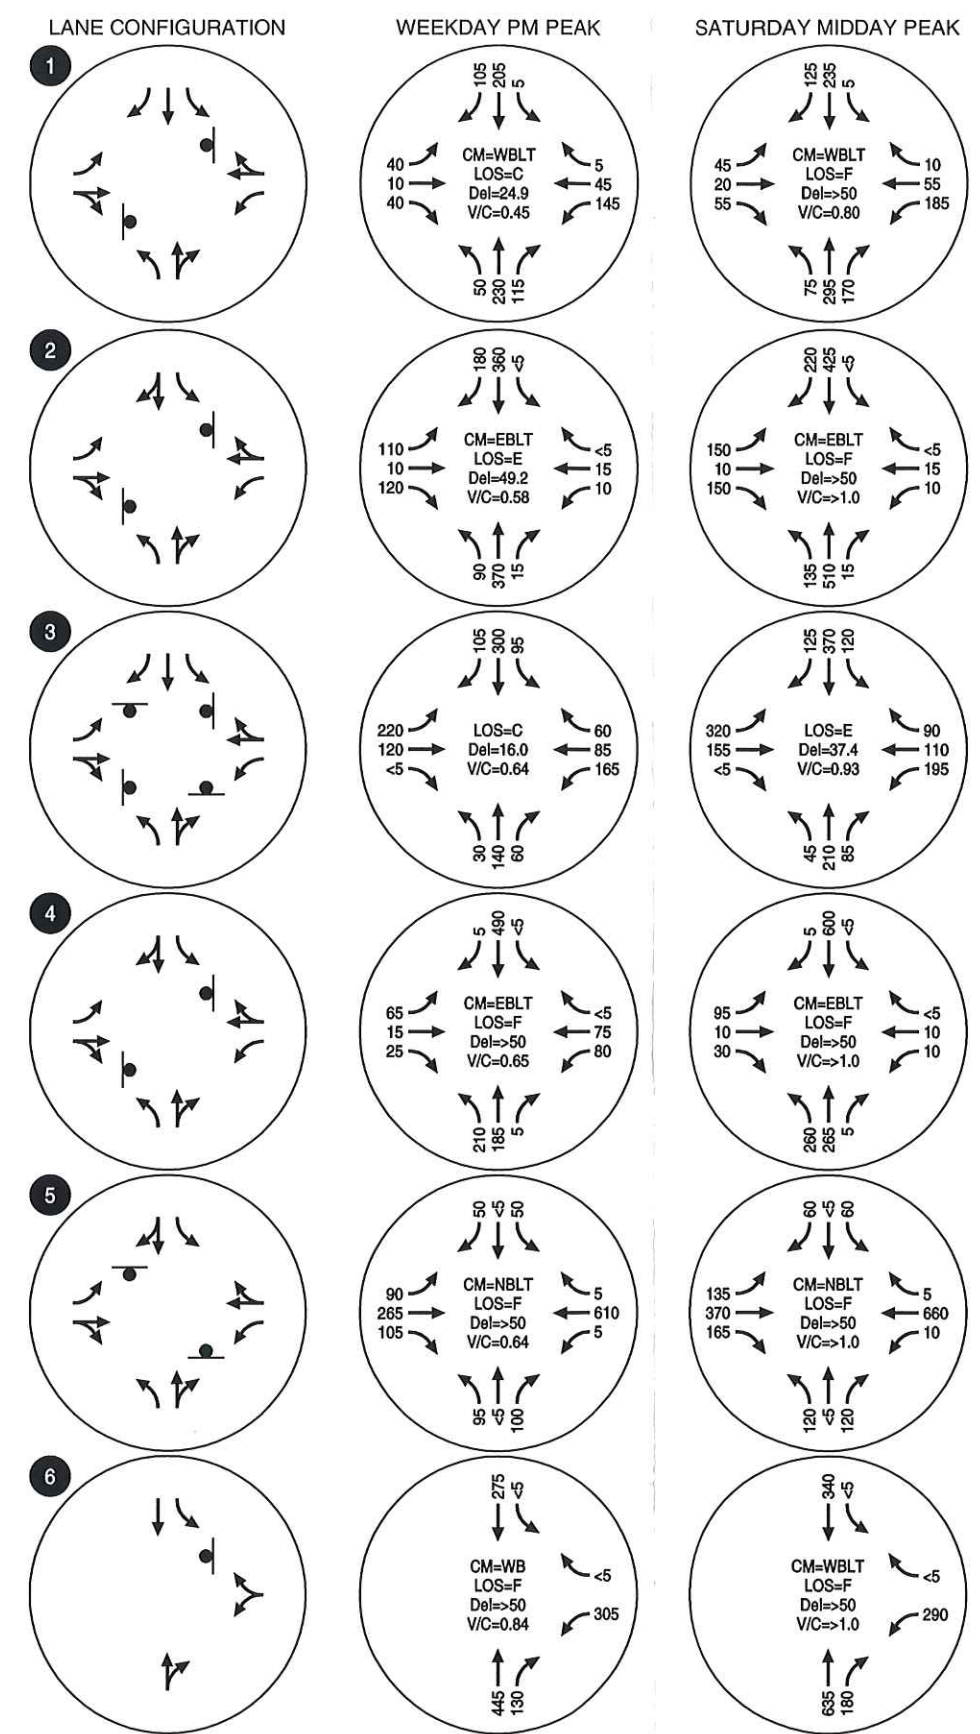 LANE CONFIGURATION
WEEKDAY PM PEAK
SATURDAY MIDDAY PEAK
1
105 205 5
40
10
40
CM=WBLT
LOS=C
Del=24.9
V/C=0.45
5
45
145
50 230 115
125 235 5
45
20
55
CM=WBLT
LOS=F
Del=>50
V/C=0.80
10
55
185
75 295 170
2
180 360 <5
110
10
120
CM=EBLT
LOS=E
Del=49.2
V/C=0.58
<5
15
10
90 370 15
220 425 <5
150
10
150
CM=EBLT
LOS=F
Del=>50
V/C=>1.0
<5
15
10
135 510 15
3
105 300 95
220
120
<5
LOS=C
Del=16.0
V/C=0.64
60
85
165
30 140 60
125 370 120
320
155
<5
LOS=E
Del=37.4
V/C=0.93
90
110
195
45 210 85
4
5 490 <5
65
15
25
CM=EBLT
LOS=F
Del=>50
V/C=0.65
<5
75
80
210 185 5
5 600 <5
95
10
30
CM=EBLT
LOS=F
Del=>50
V/C=>1.0
<5
10
10
260 265 5
5
50 <5 50
90
265
105
CM=NBLT
LOS=F
Del=>50
V/C=0.64
5
610
5
95 <5 100
60 <5 60
135
370
165
CM=NBLT
LOS=F
Del=>50
V/C=>1.0
5
660
10
120 <5 120
6
275 <5
CM=WB
LOS=F
Del=>50
V/C=0.84
<5
305
445 130
340 <5
CM=WBLT
LOS=F
Del=>50
V/C=>1.0
<5
290
635 180